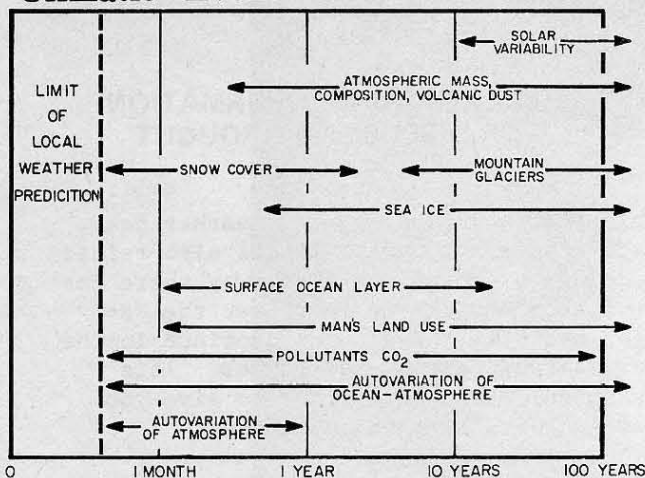 SOLAR
VARIABILITY
ATMOSPHERIC MASS,
COMPOSITION, VOLCANIC DUST
LIMIT
OF
LOCAL
WEATHER
PREDICITION
SNOW COVER
MOUNTAIN
GLACIERS
SEA ICE
SURFACE OCEAN LAYER
MAN'S LAND USE
POLLUTANTS CO₂
AUTOVARIATION OF
OCEAN-ATMOSPHERE
AUTOVARIATION
OF ATMOSPHERE
0 1 MONTH 1 YEAR 10 YEARS 100 YEARS